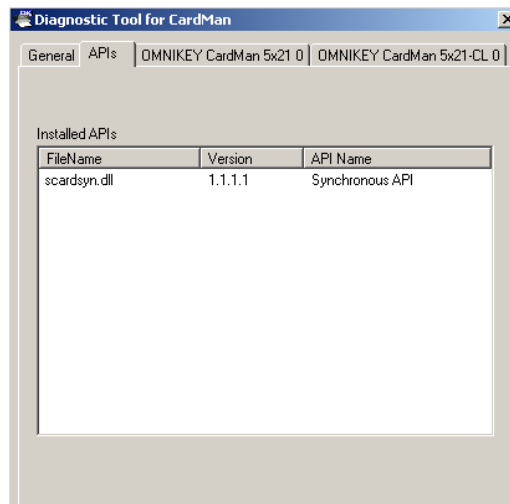 Diagnostic Tool for CardMan
General APIs OMNIKEY CardMan 5x21 0 OMNIKEY CardMan 5x21-CL 0
Installed APIs
FileName Version API Name
scardsyn.dll 1.1.1.1 Synchronous API